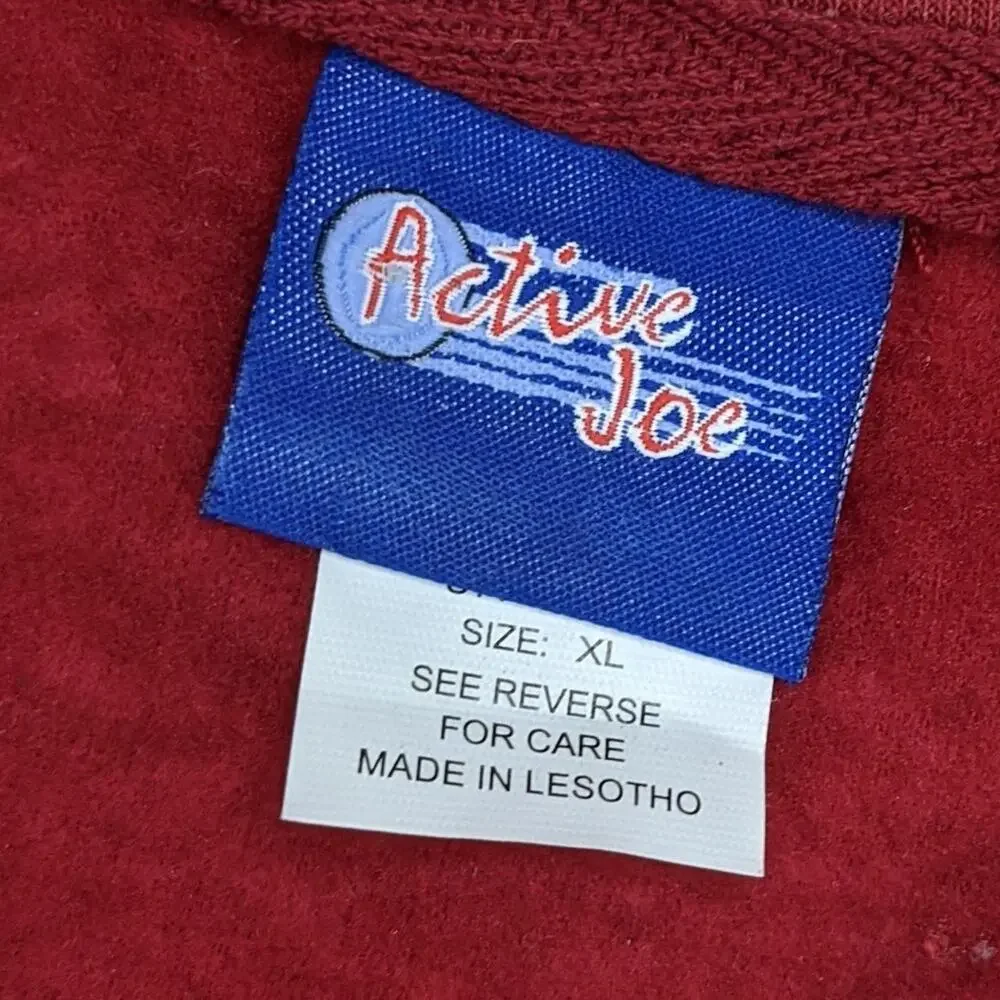 Active
Joe
SIZE: XL
SEE REVERSE
FOR CARE
MADE IN LESOTHO